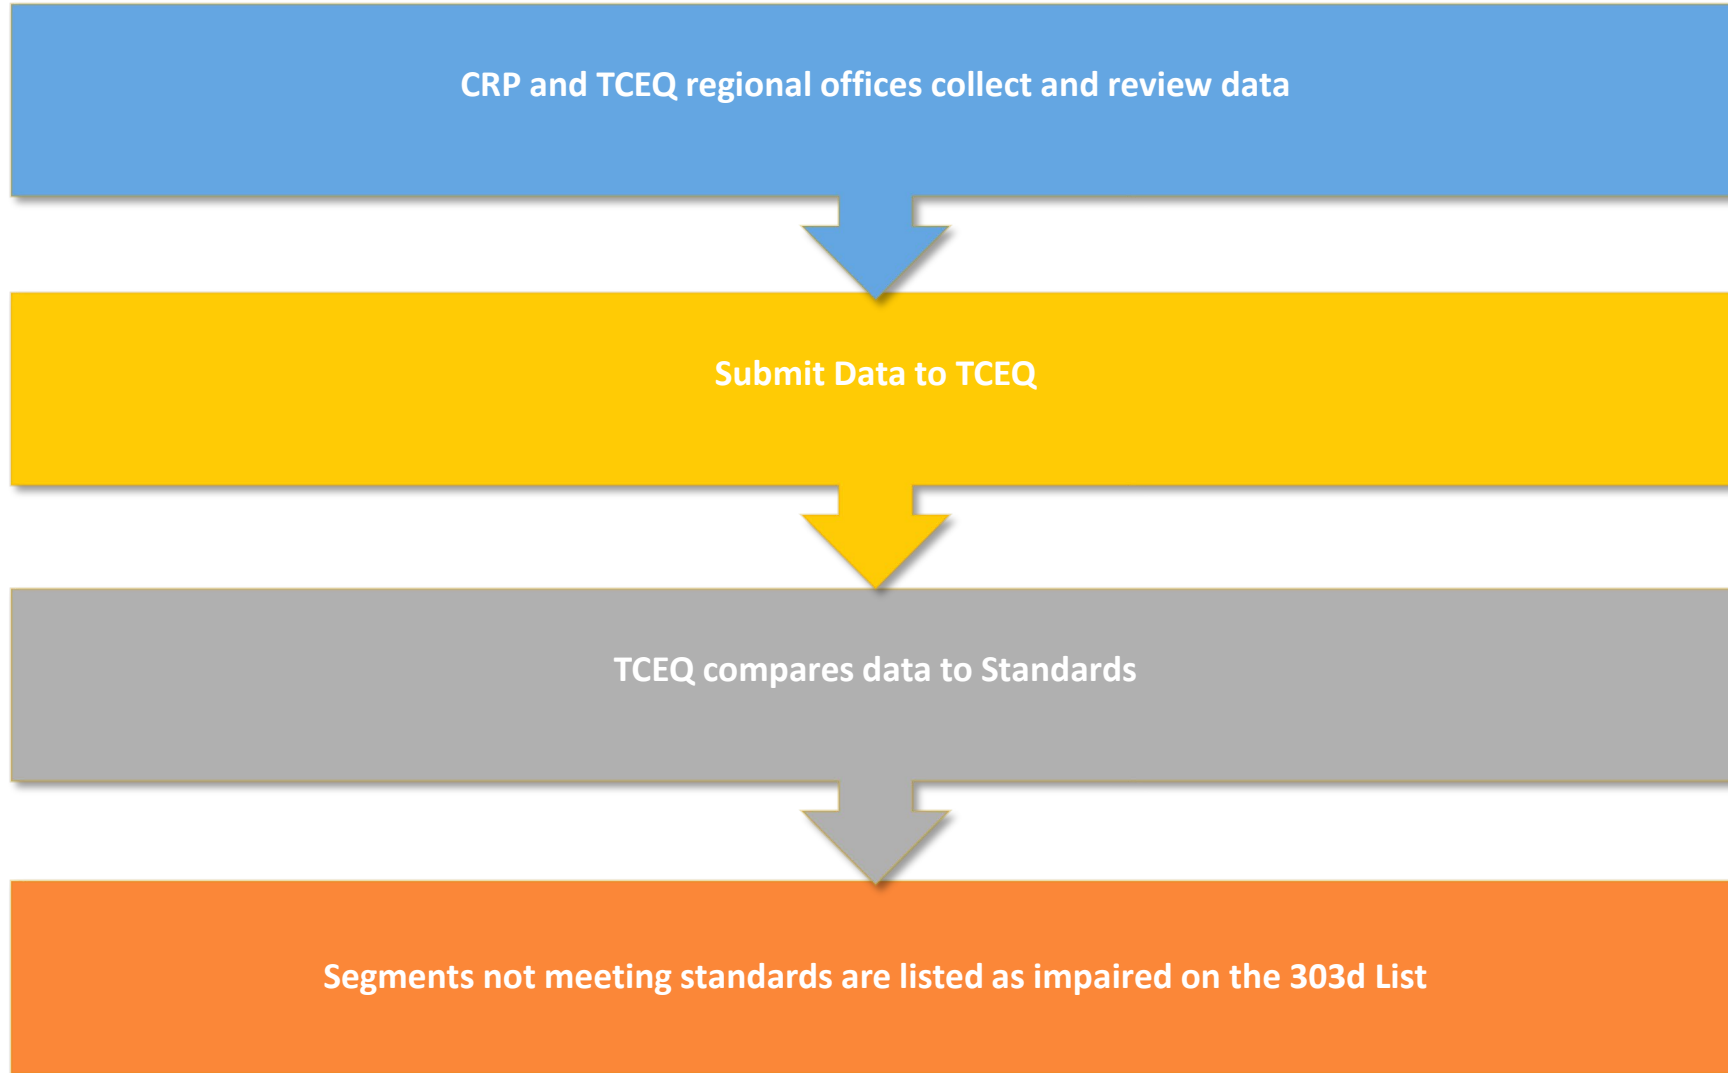 CRP and TCEQ regional offices collect and review data
Submit Data to TCEQ
TCEQ compares data to Standards
Segments not meeting standards are listed as impaired on the 303d List